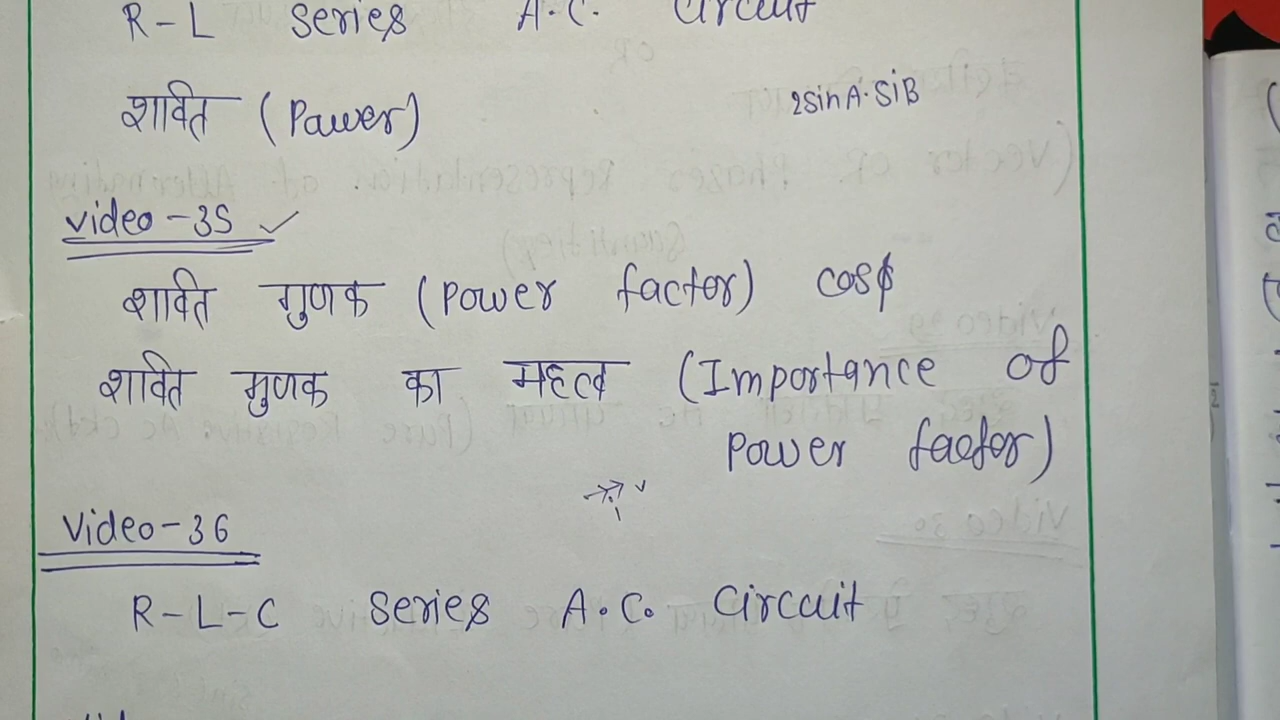 R-L series A.C. Circuit
शक्ति (Pawer)
2sinA.SiB
video-35
शक्ति गुणक (Power factor) cosϕ
शक्ति गुणक का महत्व (Importance of
Power factor)
V
I
Video-36
R-L-C Series A.C. Circuit